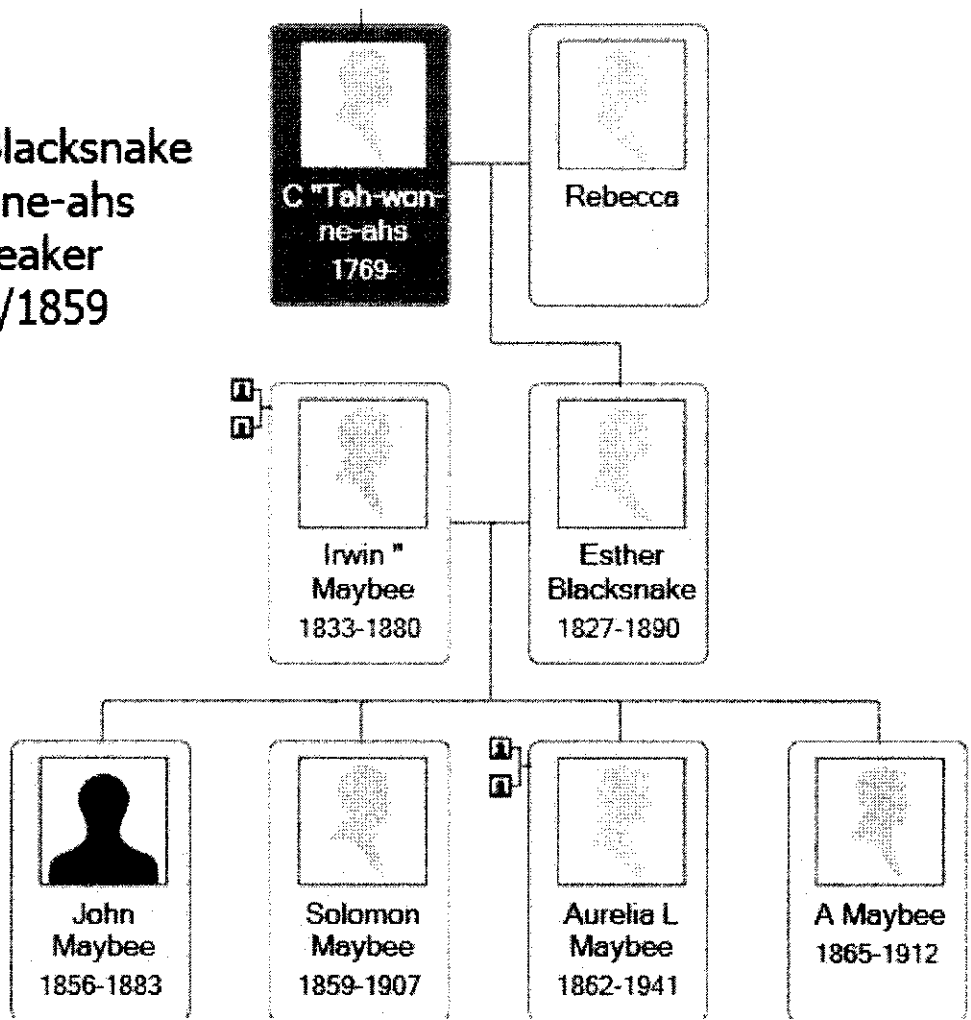 Blacksnake
ne-ahs
eaker
/1859
C "Tah-won-
ne-ahs
1769-
Rebecca
Irwin "
Maybee
1833-1880
Esther
Blacksnake
1827-1890
John
Maybee
1856-1883
Solomon
Maybee
1859-1907
Aurelia L
Maybee
1862-1941
A Maybee
1865-1912